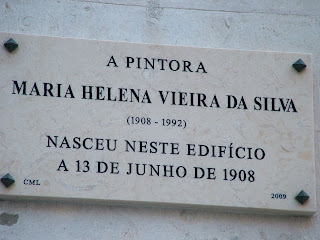 A PINTORA
MARIA HELENA VIEIRA DA SILVA
(1908 - 1992)
NASCEU NESTE EDIFÍCIO
A 13 DE JUNHO DE 1908
CML 2009